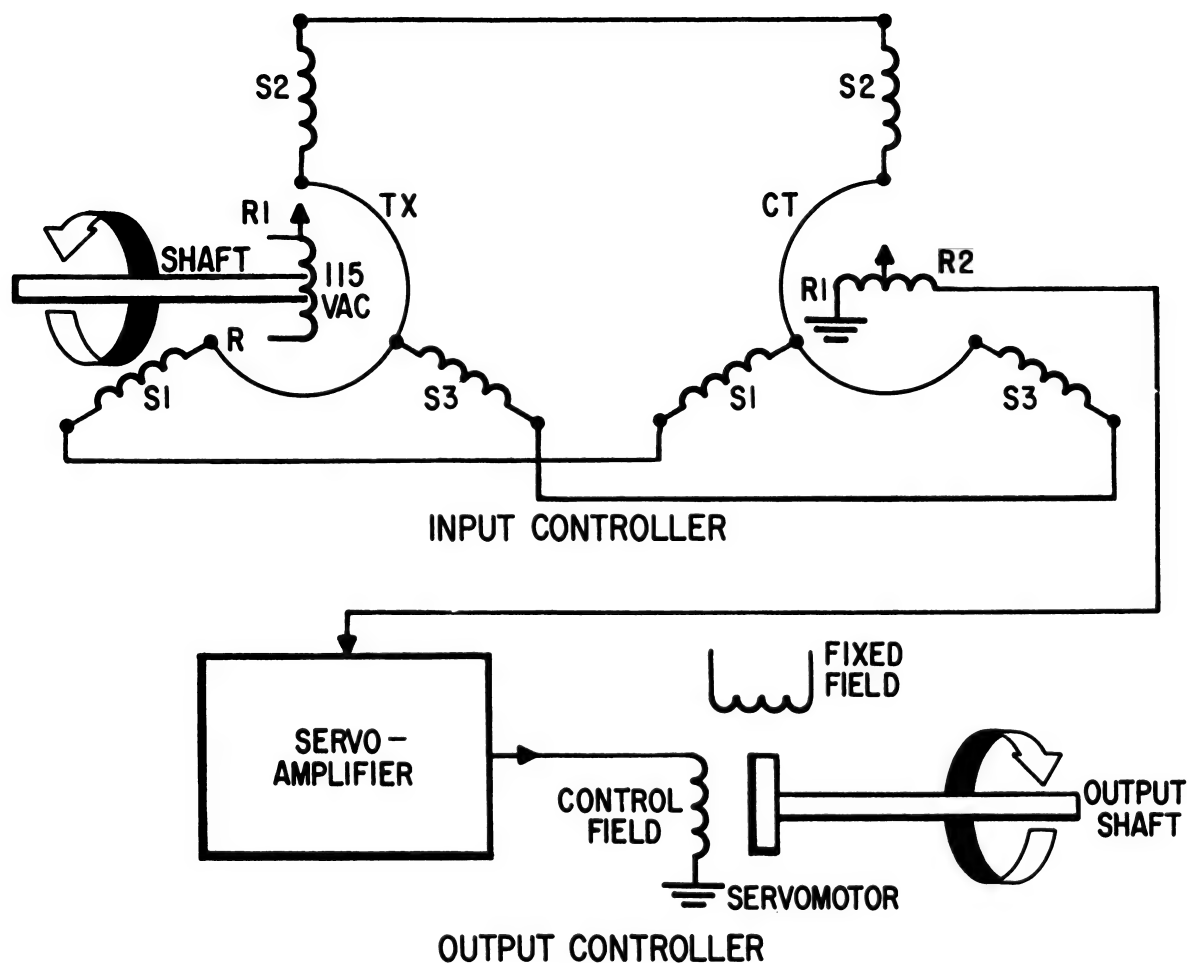 S2
S2
TX
CT
R1
SHAFT
115
VAC
R
R1
R2
S1
S3
S1
S3
INPUT CONTROLLER
FIXED
FIELD
SERVO-
AMPLIFIER
CONTROL
FIELD
OUTPUT
SHAFT
SERVOMOTOR
OUTPUT CONTROLLER